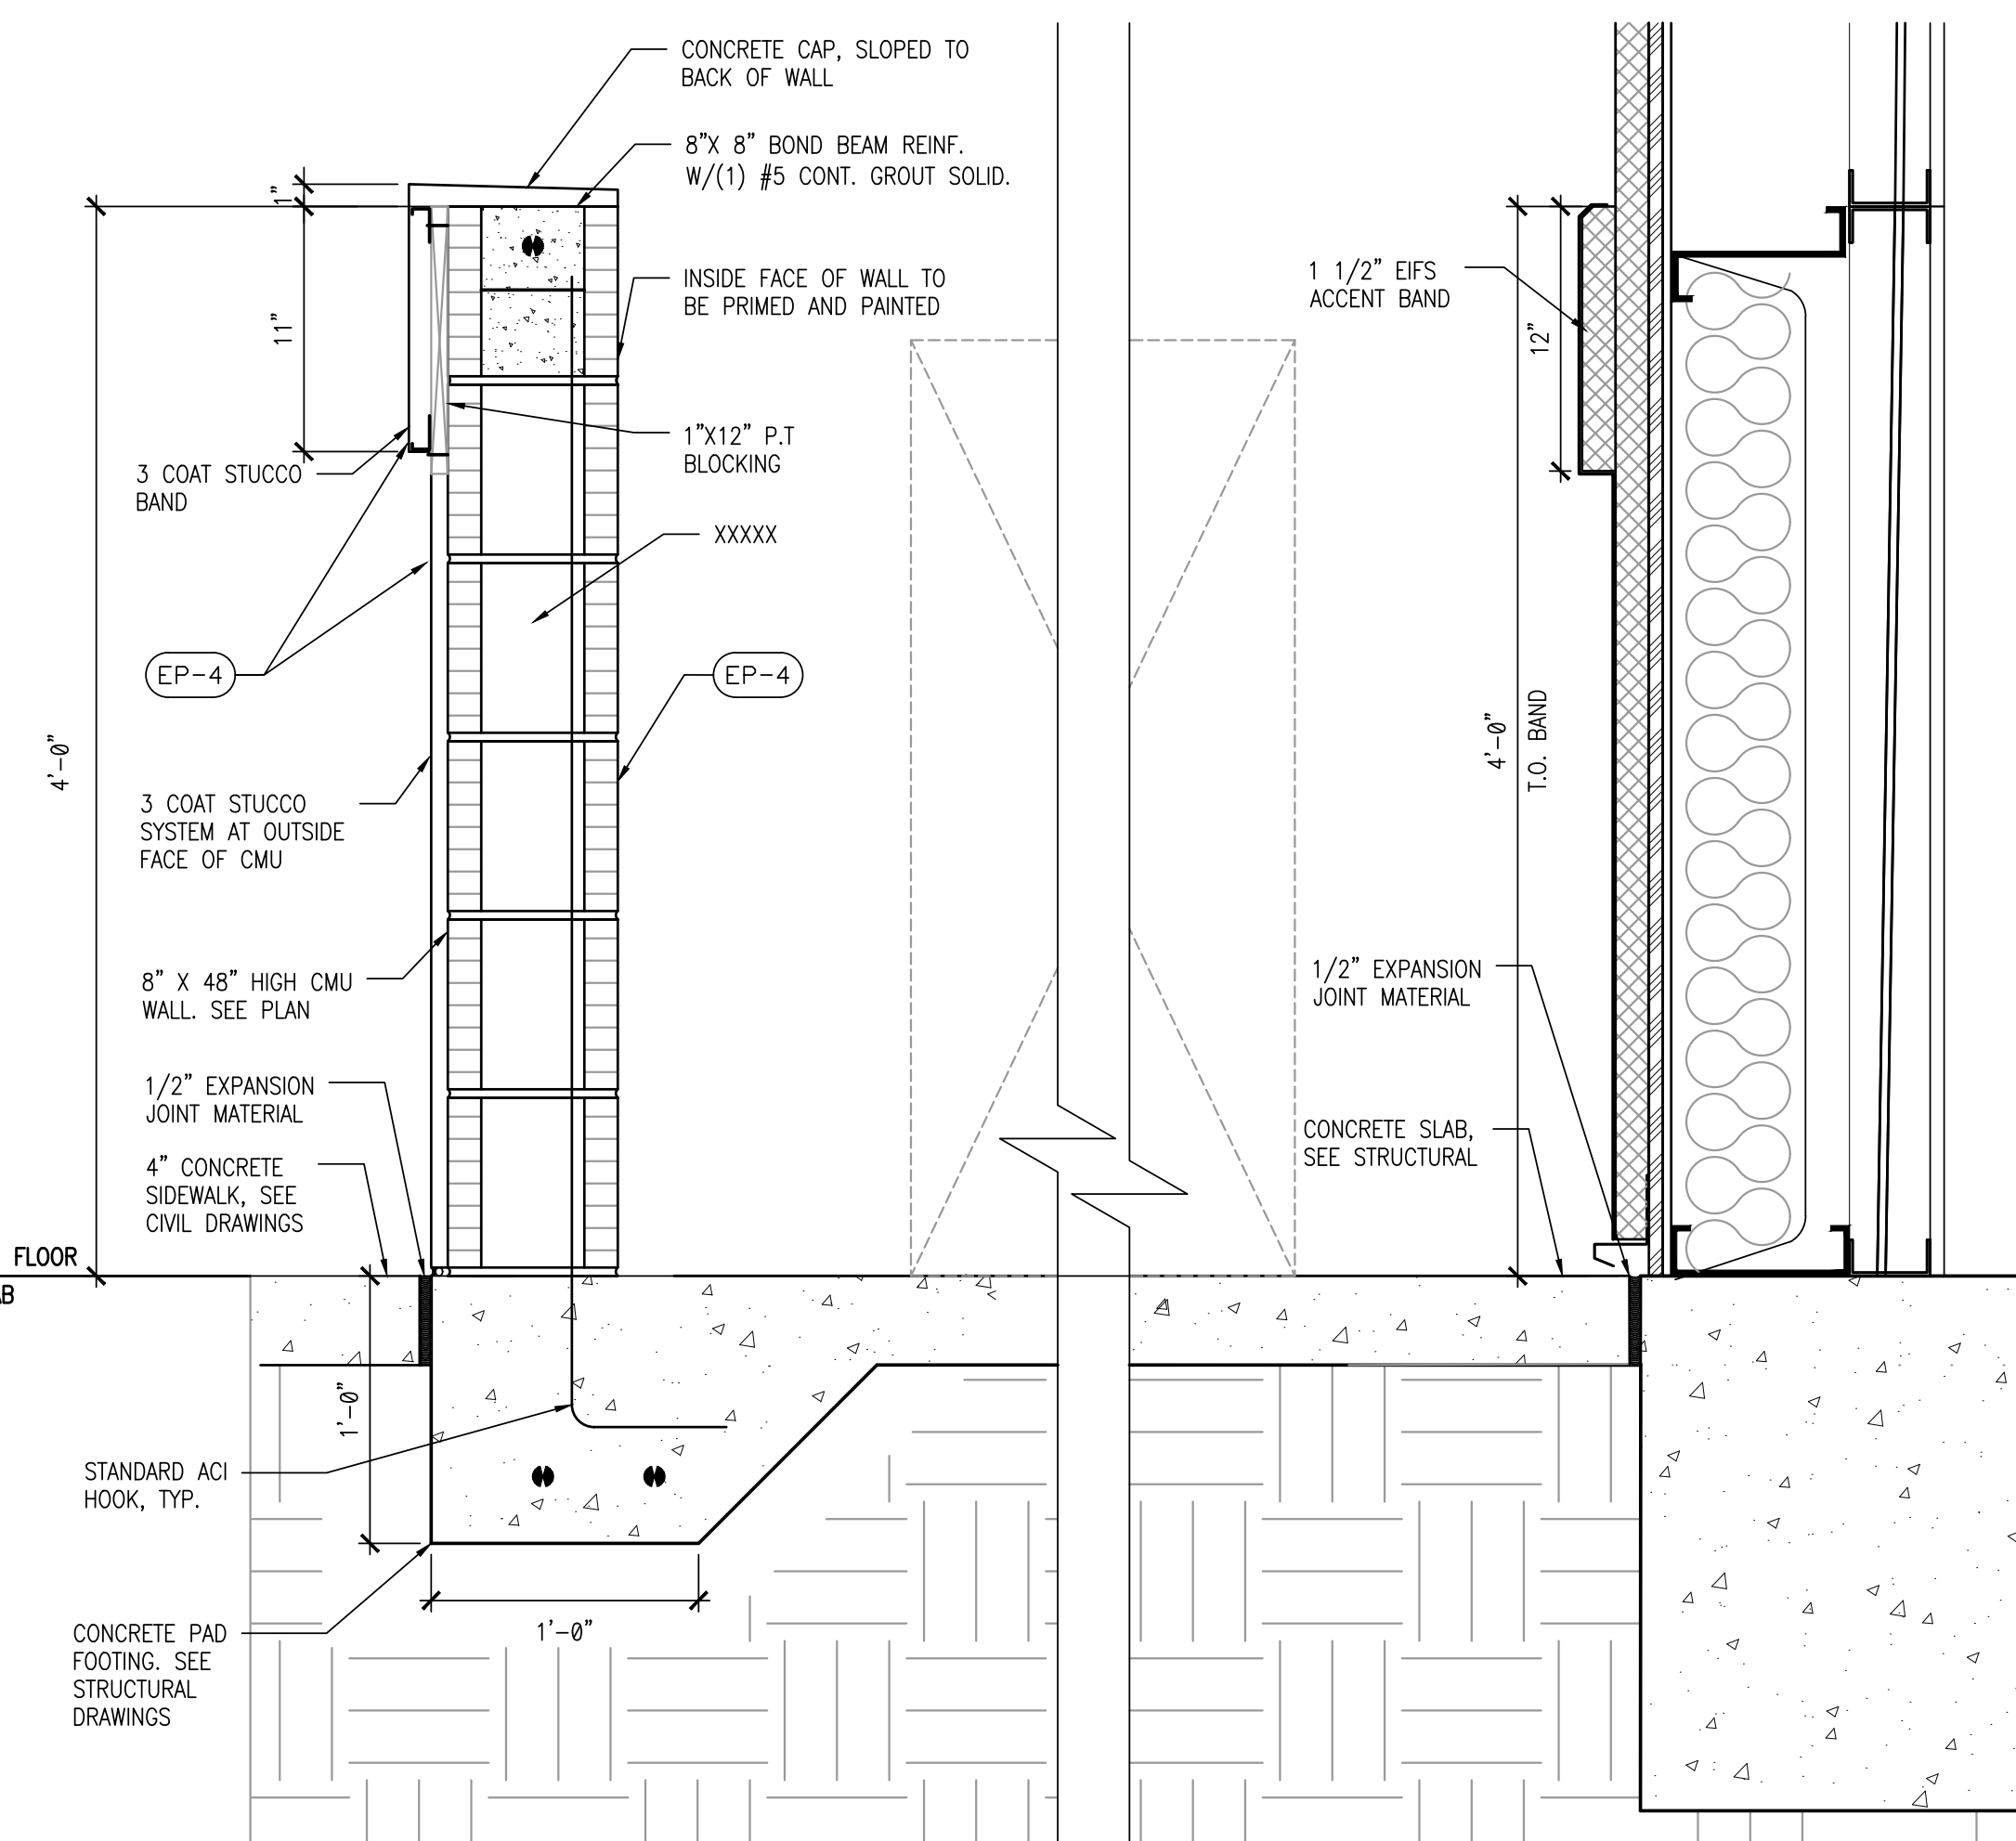 CONCRETE CAP, SLOPED TO
BACK OF WALL
8"X 8" BOND BEAM REINF.
W/(1) #5 CONT. GROUT SOLID.
1"
11"
INSIDE FACE OF WALL TO
BE PRIMED AND PAINTED
1"X12" P.T
BLOCKING
3 COAT STUCCO
BAND
XXXXX
EP-4
EP-4
4'-0"
3 COAT STUCCO
SYSTEM AT OUTSIDE
FACE OF CMU
8" X 48" HIGH CMU
WALL. SEE PLAN
1/2" EXPANSION
JOINT MATERIAL
4" CONCRETE
SIDEWALK, SEE
CIVIL DRAWINGS
FLOOR
1'-0"
STANDARD ACI
HOOK, TYP.
1'-0"
CONCRETE PAD
FOOTING. SEE
STRUCTURAL
DRAWINGS
1 1/2" EIFS
ACCENT BAND
12"
4'-0"
T.O. BAND
1/2" EXPANSION
JOINT MATERIAL
CONCRETE SLAB,
SEE STRUCTURAL